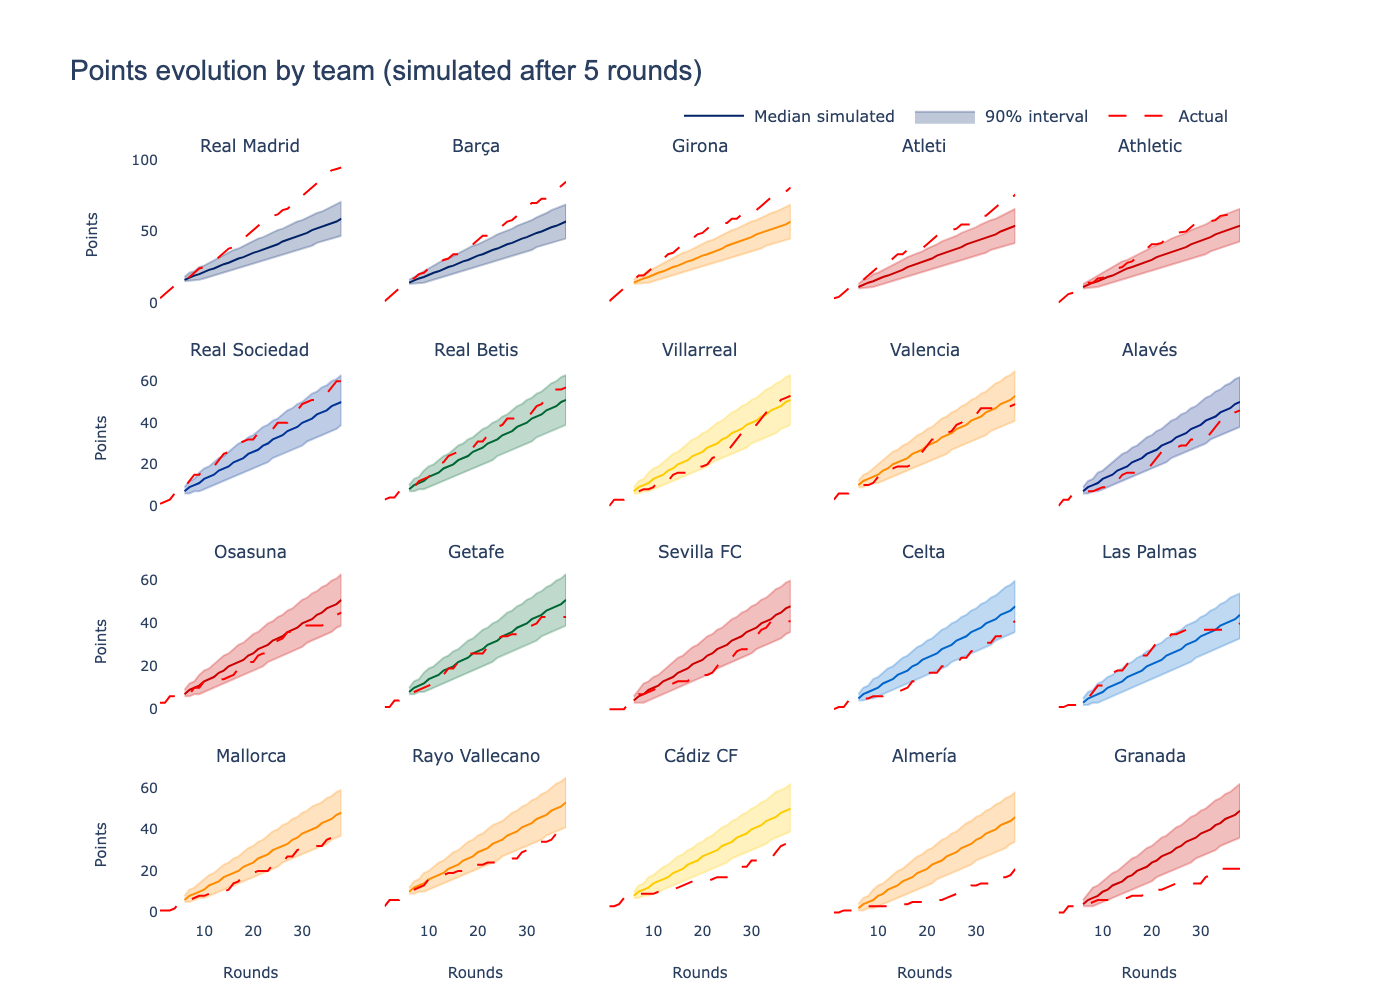 Points evolution by team (simulated after 5 rounds)
Median simulated 90% interval Actual
Real Madrid Barça Girona Atleti Athletic
100
50
0
Points
Real Sociedad Real Betis Villarreal Valencia Alavés
60
40
20
0
Points
Osasuna Getafe Sevilla FC Celta Las Palmas
60
40
20
0
Points
Mallorca Rayo Vallecano Cádiz CF Almería Granada
60
40
20
0
Points
10 20 30 10 20 30 10 20 30 10 20 30 10 20 30
Rounds Rounds Rounds Rounds Rounds